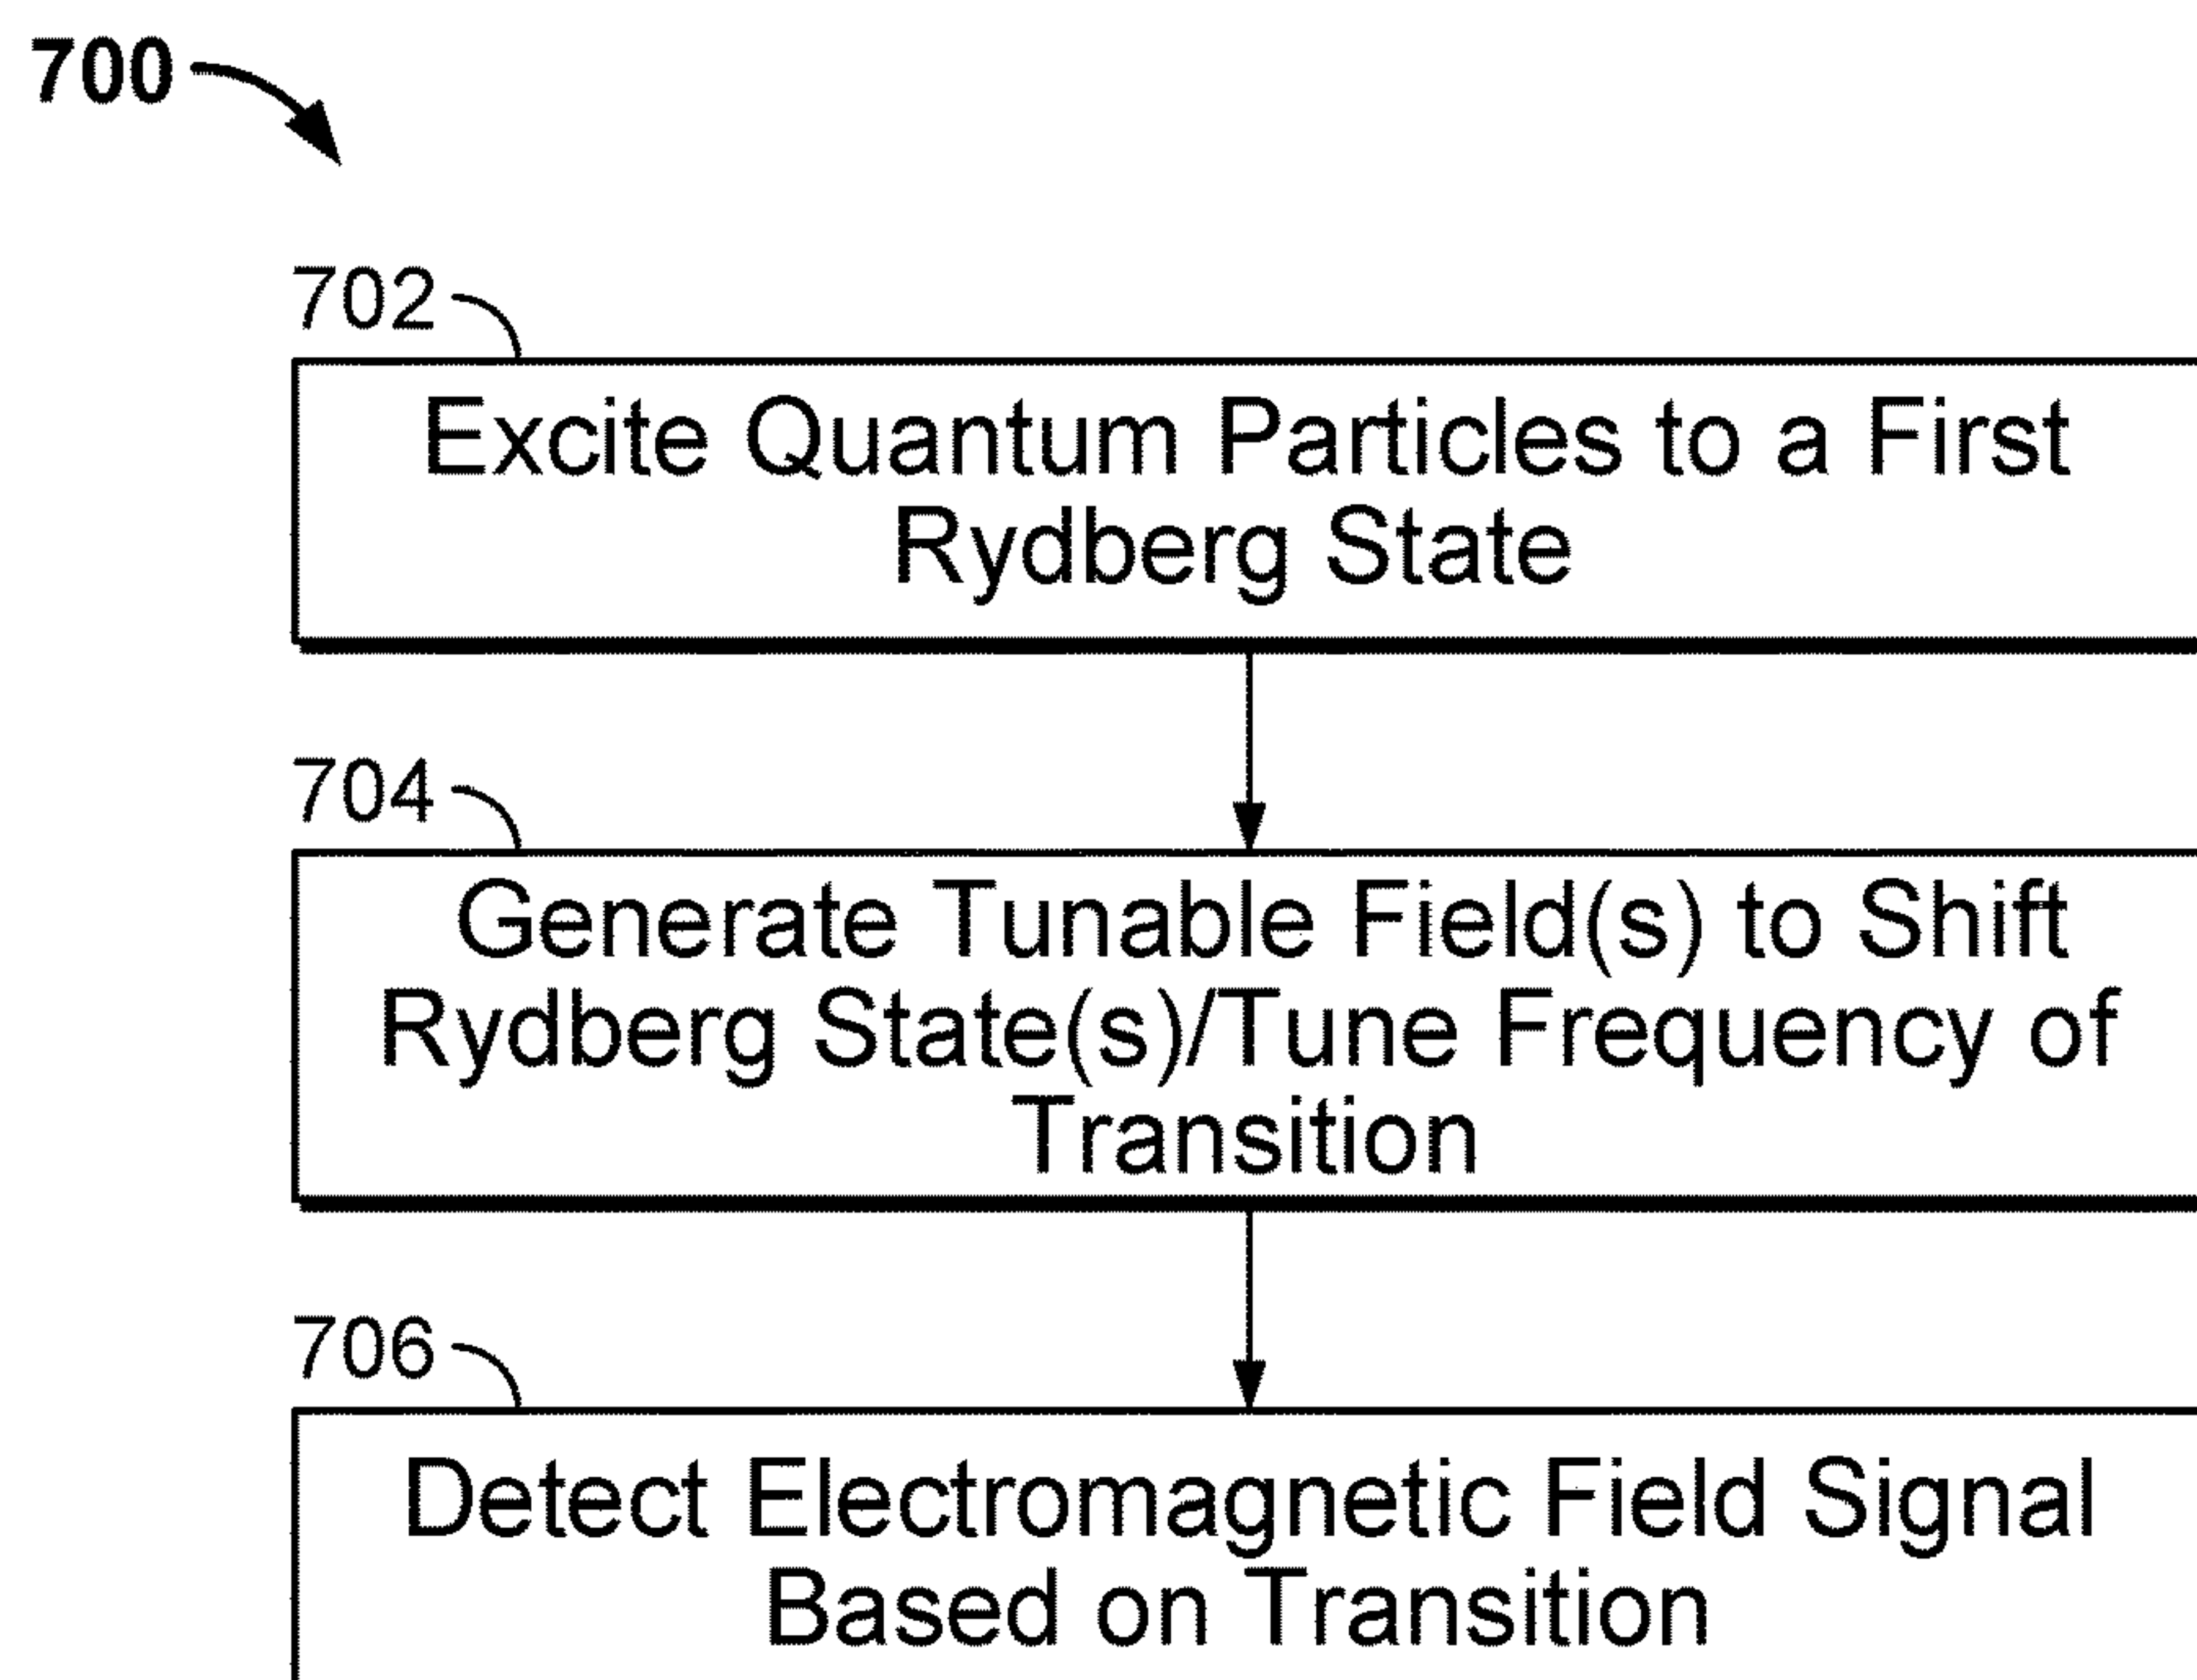 700
702
Excite Quantum Particles to a First
Rydberg State
704
Generate Tunable Field(s) to Shift
Rydberg State(s)/Tune Frequency of
Transition
706
Detect Electromagnetic Field Signal
Based on Transition